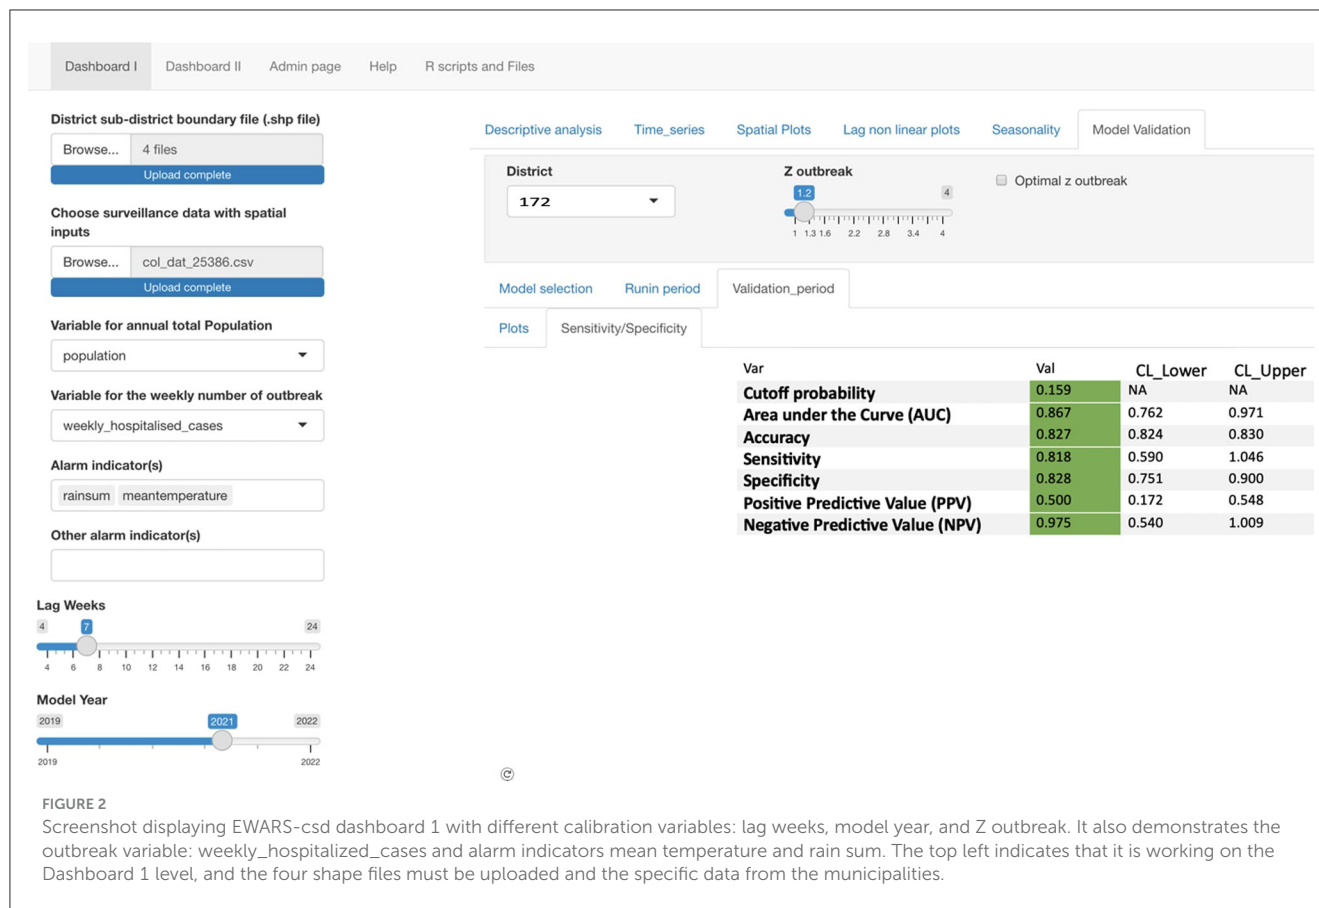 Dashboard I Dashboard II Admin page Help R scripts and Files
District sub-district boundary file (.shp file)
Browse... 4 files
Upload complete
Choose surveillance data with spatial
inputs
Browse... col_dat_25386.csv
Upload complete
Variable for annual total Population
population
Variable for the weekly number of outbreak
weekly_hospitalised_cases
Alarm indicator(s)
rainsum meantemperature
Other alarm indicator(s)
Lag Weeks
4 7 24
4 6 8 10 12 14 16 18 20 22 24
Model Year
2019 2021 2022
2019 2022
Descriptive analysis Time_series Spatial Plots Lag non linear plots Seasonality Model Validation
District Z outbreak
172
1.2 4
1 1.3 1.6 2.2 2.8 3.4 4
Optimal z outbreak
Model selection Runin period Validation_period
Plots Sensitivity/Specificity
Var Val CL_Lower CL_Upper
Cutoff probability 0.159 NA NA
Area under the Curve (AUC) 0.867 0.762 0.971
Accuracy 0.827 0.824 0.830
Sensitivity 0.818 0.590 1.046
Specificity 0.828 0.751 0.900
Positive Predictive Value (PPV) 0.500 0.172 0.548
Negative Predictive Value (NPV) 0.975 0.540 1.009
FIGURE 2
Screenshot displaying EWARS-csd dashboard 1 with different calibration variables: lag weeks, model year, and Z outbreak. It also demonstrates the
outbreak variable: weekly_hospitalized_cases and alarm indicators mean temperature and rain sum. The top left indicates that it is working on the
Dashboard 1 level, and the four shape files must be uploaded and the specific data from the municipalities.